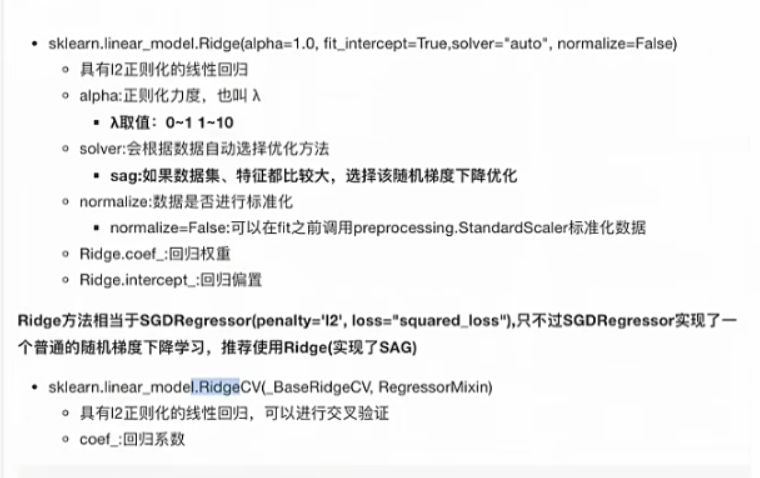 sklearn.linear_model.Ridge(alpha=1.0, fit_intercept=True,solver="auto", normalize=False)
具有l2正则化的线性回归
alpha:正则化力度，也叫 λ
λ取值：0~1 1~10
solver:会根据数据自动选择优化方法
sag:如果数据集、特征都比较大，选择该随机梯度下降优化
normalize:数据是否进行标准化
normalize=False:可以在fit之前调用preprocessing.StandardScaler标准化数据
Ridge.coef_:回归权重
Ridge.intercept_:回归偏置
Ridge方法相当于SGDRegressor(penalty='l2', loss="squared_loss"),只不过SGDRegressor实现了一
个普通的随机梯度下降学习，推荐使用Ridge(实现了SAG)
sklearn.linear_model.RidgeCV(_BaseRidgeCV, RegressorMixin)
具有l2正则化的线性回归，可以进行交叉验证
coef_:回归系数